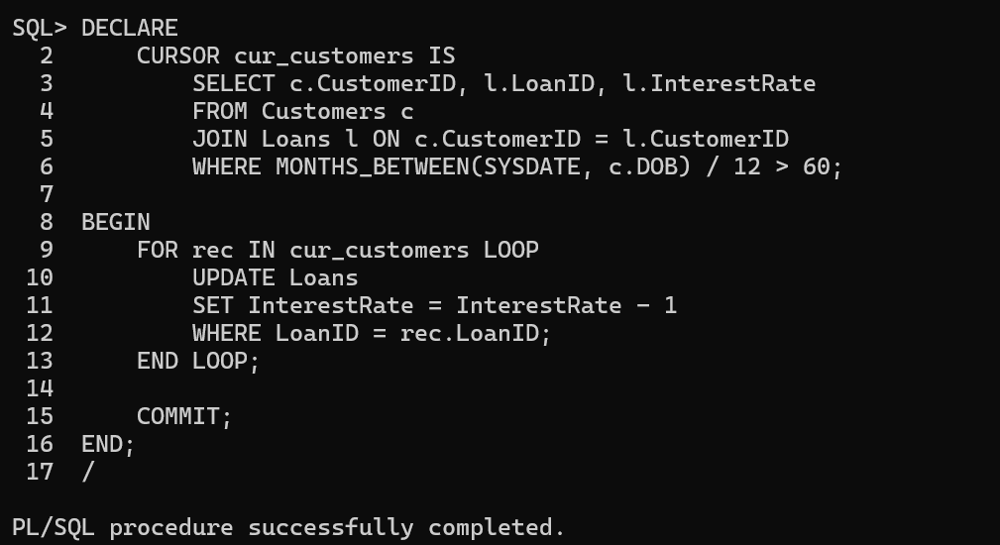 SQL> DECLARE
  2      CURSOR cur_customers IS
  3          SELECT c.CustomerID, l.LoanID, l.InterestRate
  4          FROM Customers c
  5          JOIN Loans l ON c.CustomerID = l.CustomerID
  6          WHERE MONTHS_BETWEEN(SYSDATE, c.DOB) / 12 > 60;
  7
  8  BEGIN
  9      FOR rec IN cur_customers LOOP
 10          UPDATE Loans
 11          SET InterestRate = InterestRate - 1
 12          WHERE LoanID = rec.LoanID;
 13      END LOOP;
 14
 15      COMMIT;
 16  END;
 17  /
PL/SQL procedure successfully completed.